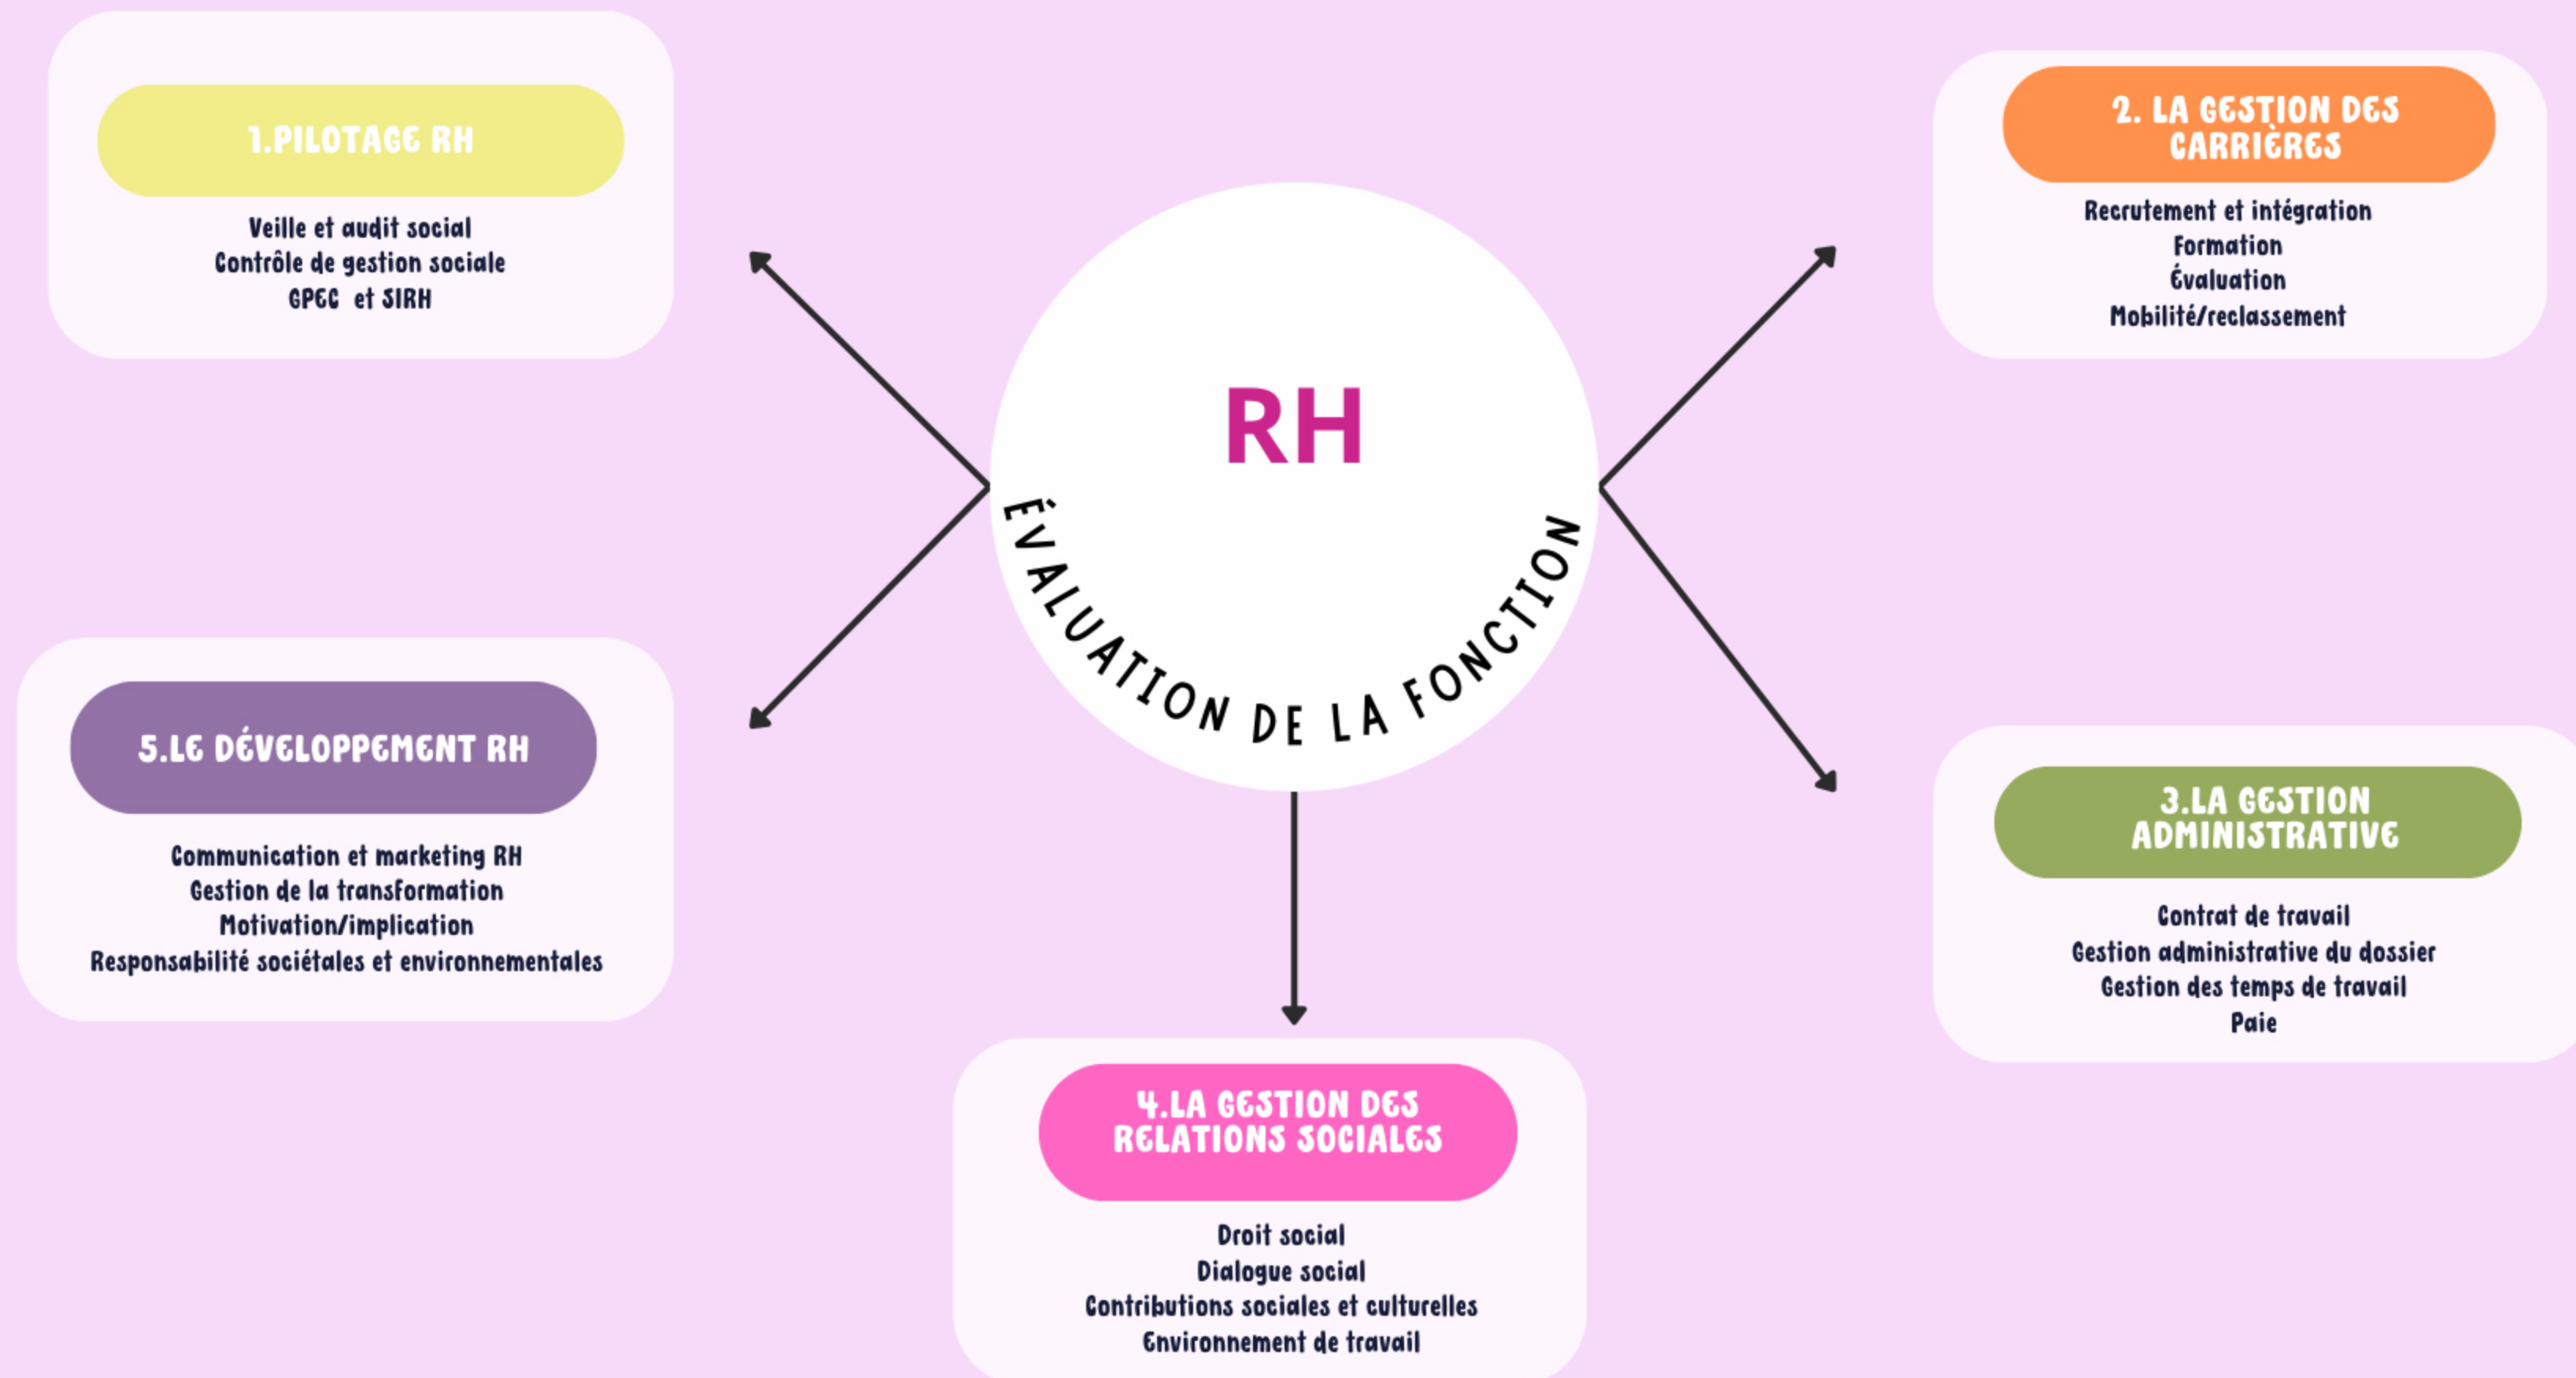 1.PILOTAGE RH
Veille et audit social
Contrôle de gestion sociale
GPEC et SIRH
2. LA GESTION DES
CARRIÈRES
Recrutement et intégration
Formation
Évaluation
Mobilité/reclassement
RH
ÉVALUATION DE LA FONCTION
5.LE DÉVELOPPEMENT RH
Communication et marketing RH
Gestion de la transformation
Motivation/implication
Responsabilité sociétales et environnementales
3.LA GESTION
ADMINISTRATIVE
Contrat de travail
Gestion administrative du dossier
Gestion des temps de travail
Paie
4.LA GESTION DES
RELATIONS SOCIALES
Droit social
Dialogue social
Contributions sociales et culturelles
Environnement de travail